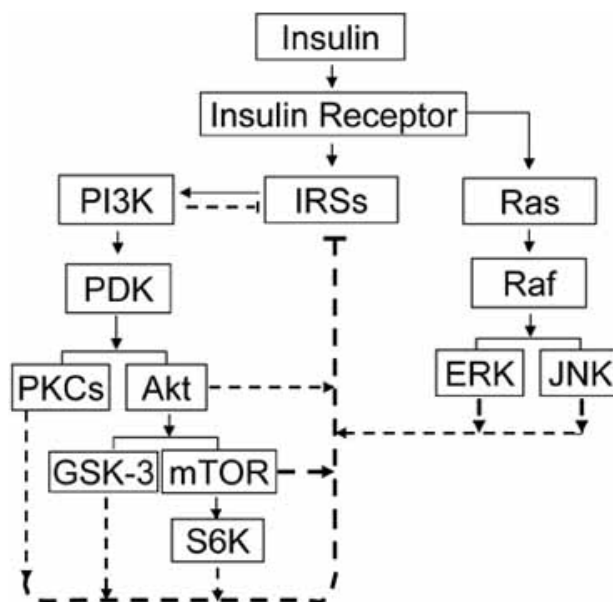 Insulin
Insulin Receptor
PI3K
IRSs
Ras
PDK
Raf
PKCs
Akt
ERK
JNK
GSK-3
mTOR
S6K